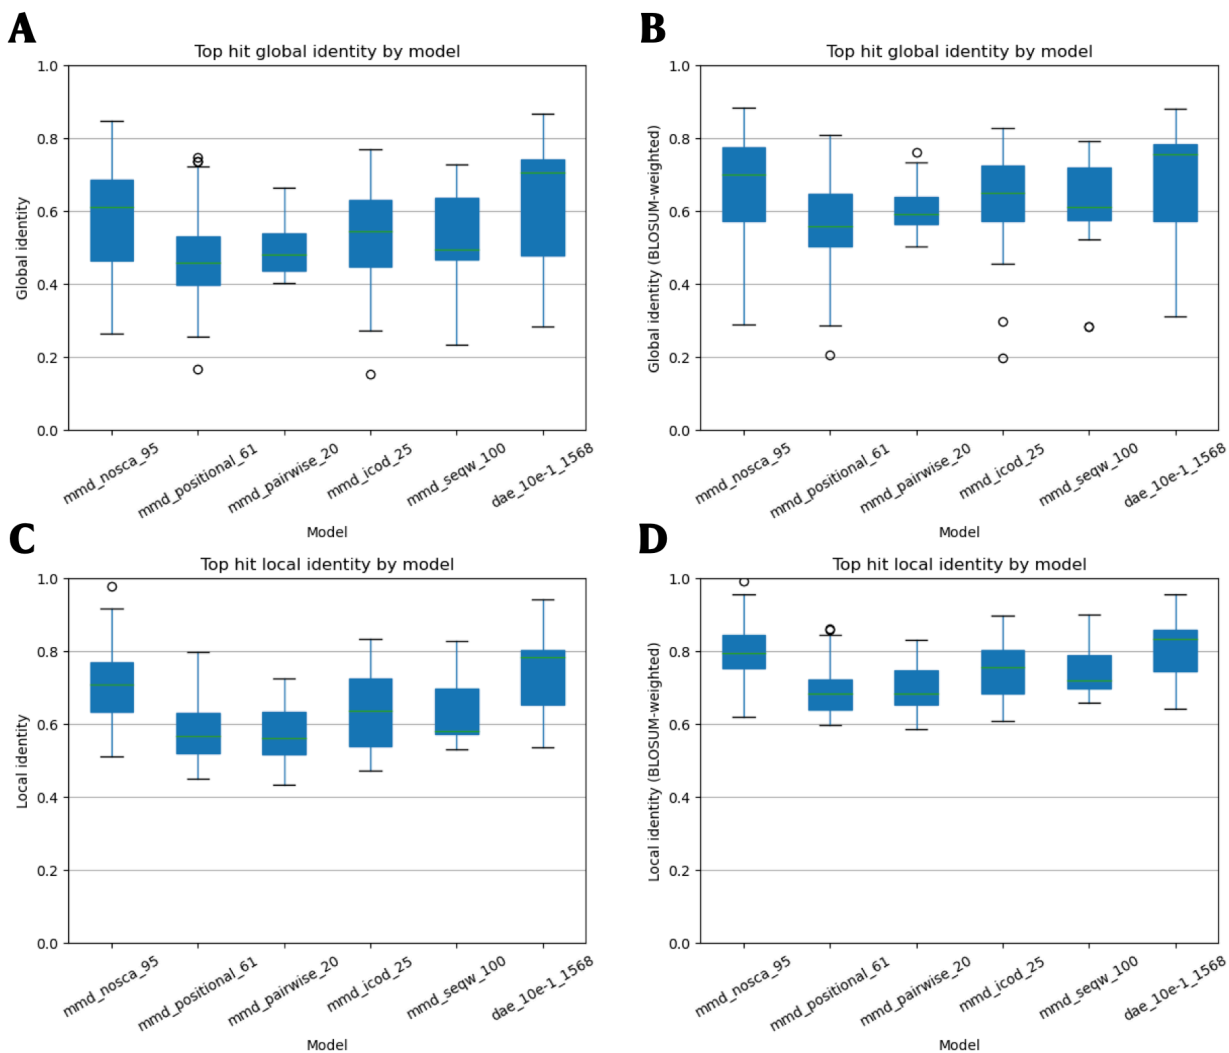 A
Top hit global identity by model
Global identity
1.0
0.8
0.6
0.4
0.2
0.0
mmd_nosca_95
mmd_positional_61
mmd_pairwise_20
mmd_icod_25
mmd_seqw_100
dae_10e-1_1568
Model
B
Top hit global identity by model
Global identity (BLOSUM-weighted)
1.0
0.8
0.6
0.4
0.2
0.0
mmd_nosca_95
mmd_positional_61
mmd_pairwise_20
mmd_icod_25
mmd_seqw_100
dae_10e-1_1568
Model
C
Top hit local identity by model
Local identity
1.0
0.8
0.6
0.4
0.2
0.0
mmd_nosca_95
mmd_positional_61
mmd_pairwise_20
mmd_icod_25
mmd_seqw_100
dae_10e-1_1568
Model
D
Top hit local identity by model
Local identity (BLOSUM-weighted)
1.0
0.8
0.6
0.4
0.2
0.0
mmd_nosca_95
mmd_positional_61
mmd_pairwise_20
mmd_icod_25
mmd_seqw_100
dae_10e-1_1568
Model